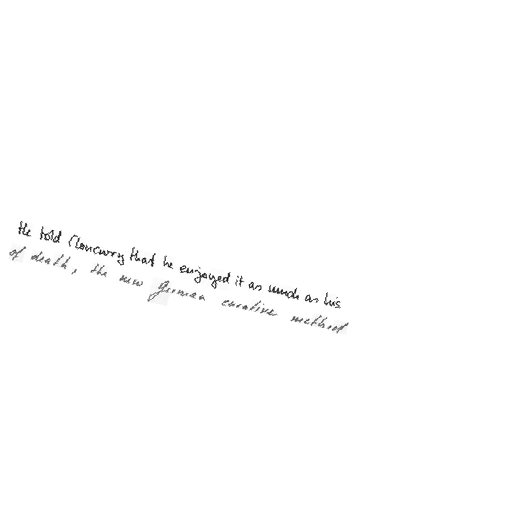 He told Cloncurry that he enjoyed it as much as his
of death, the new German curative method